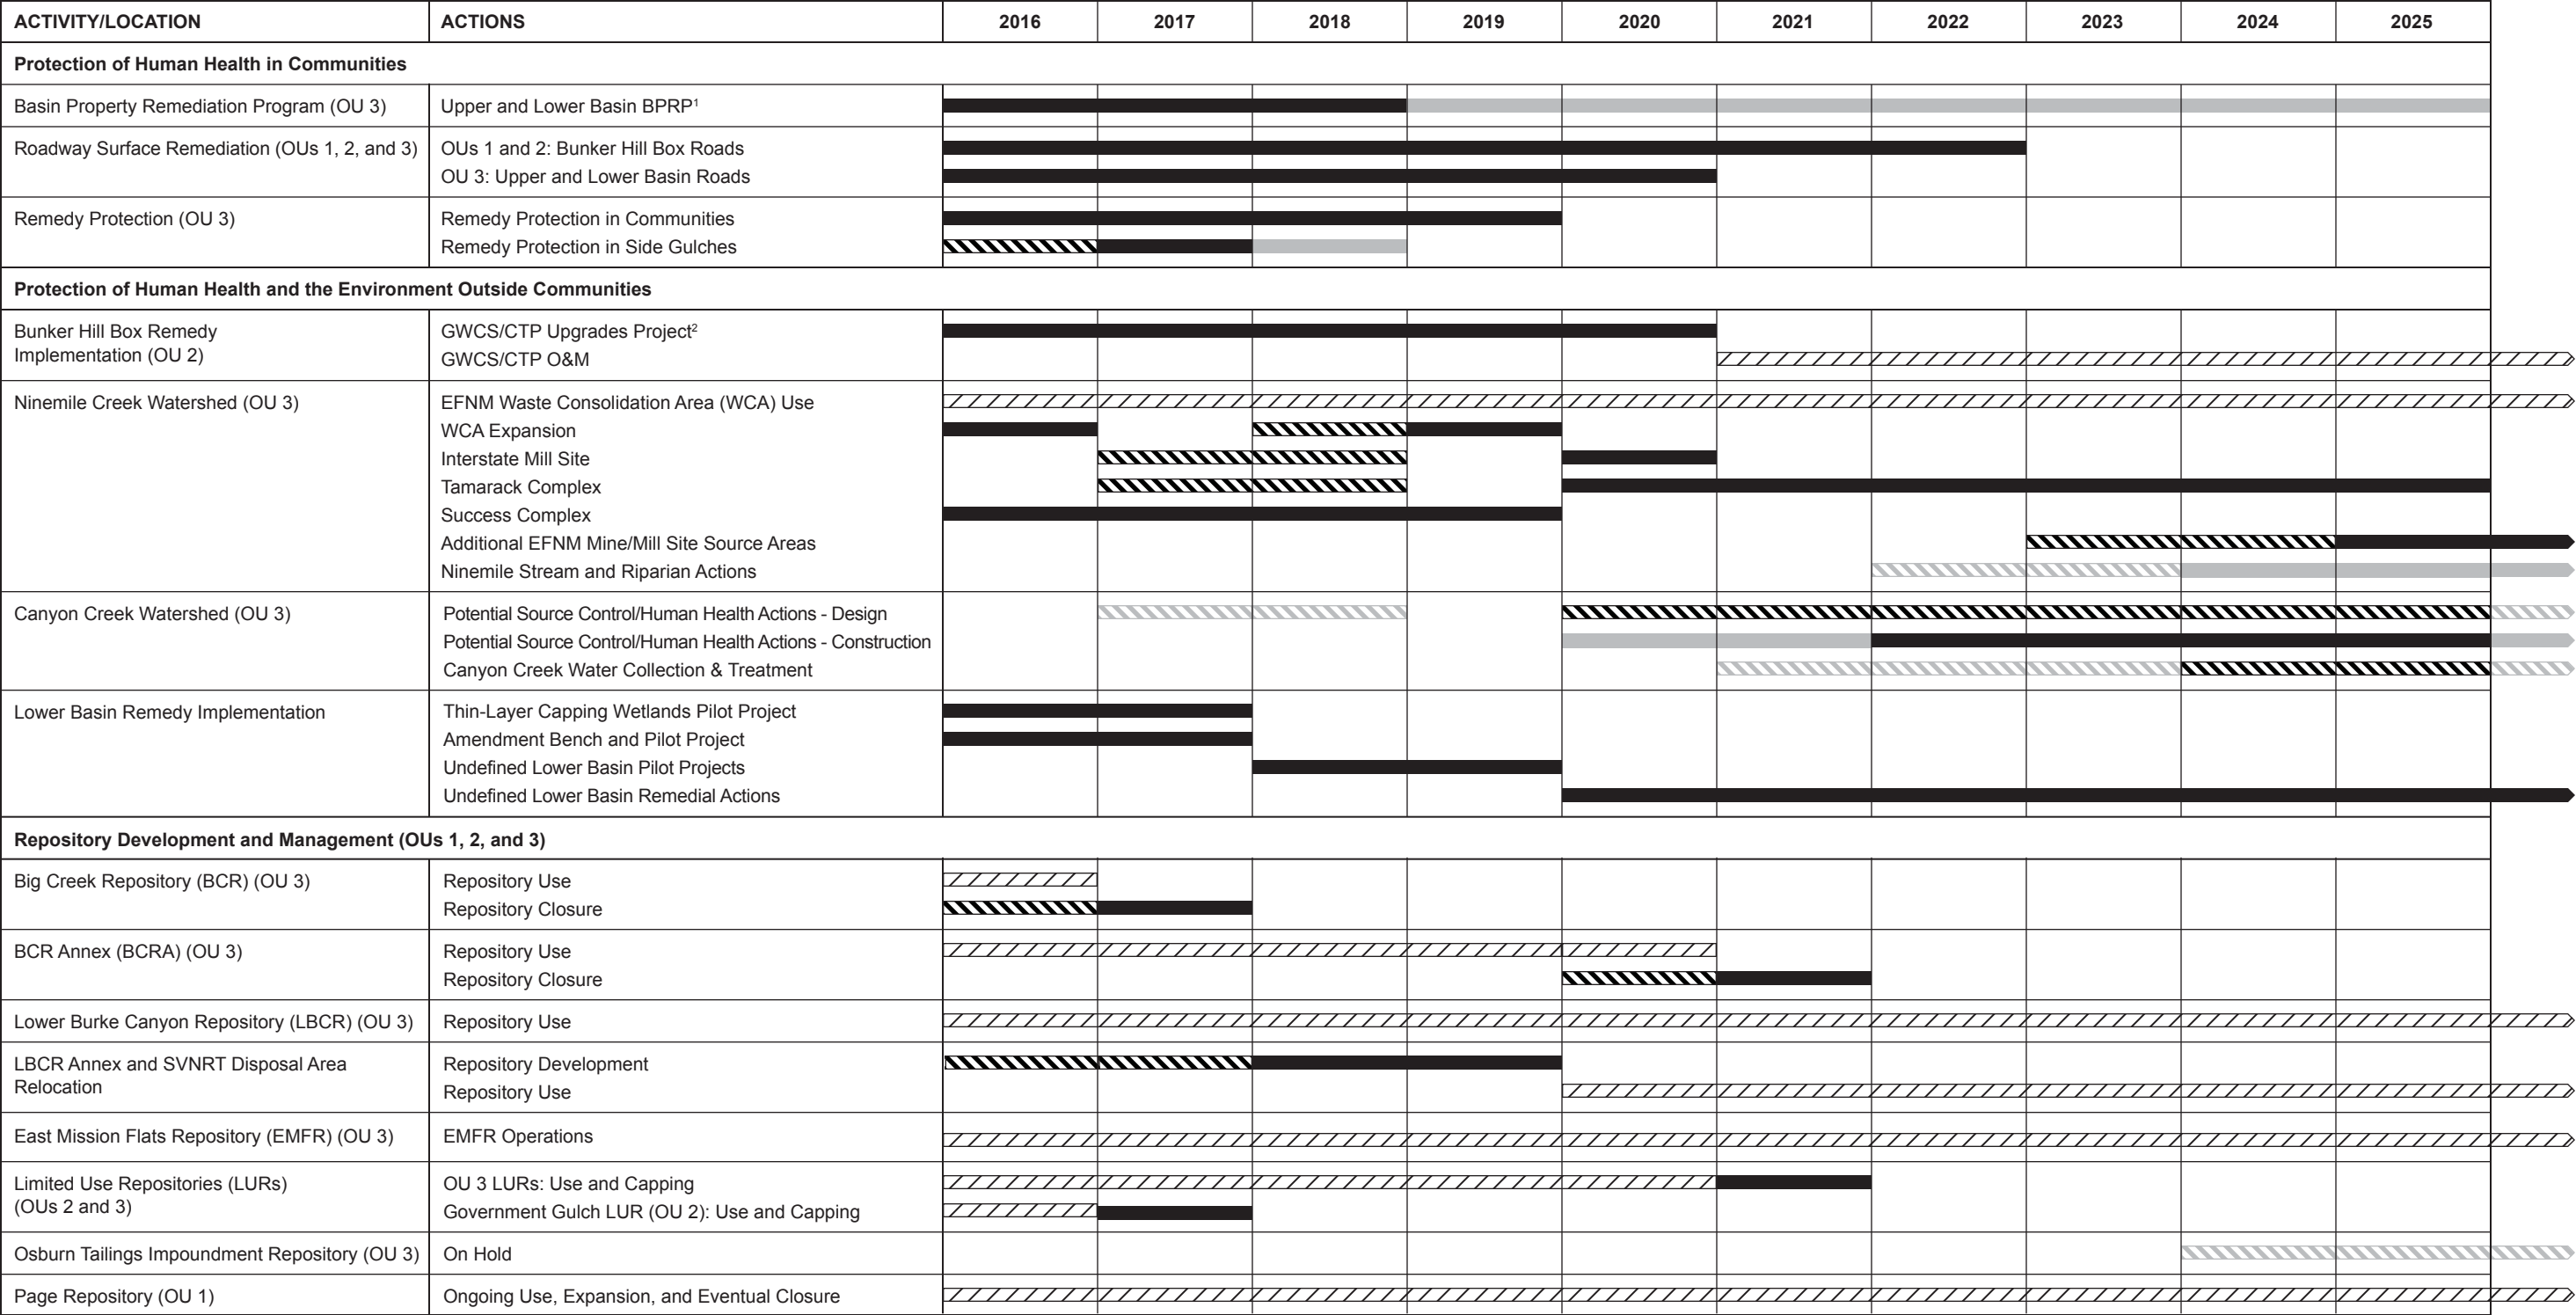 ACTIVITY/LOCATION ACTIONS 2016 2017 2018 2019 2020 2021 2022 2023 2024 2025
Protection of Human Health in Communities
Basin Property Remediation Program (OU 3) Upper and Lower Basin BPRP¹
Roadway Surface Remediation (OUs 1, 2, and 3) OUs 1 and 2: Bunker Hill Box Roads
OU 3: Upper and Lower Basin Roads
Remedy Protection (OU 3) Remedy Protection in Communities
Remedy Protection in Side Gulches
Protection of Human Health and the Environment Outside Communities
Bunker Hill Box Remedy
Implementation (OU 2)
GWCS/CTP Upgrades Project²
GWCS/CTP O&M
Ninemile Creek Watershed (OU 3) EFNM Waste Consolidation Area (WCA) Use
WCA Expansion
Interstate Mill Site
Tamarack Complex
Success Complex
Additional EFNM Mine/Mill Site Source Areas
Ninemile Stream and Riparian Actions
Canyon Creek Watershed (OU 3) Potential Source Control/Human Health Actions - Design
Potential Source Control/Human Health Actions - Construction
Canyon Creek Water Collection & Treatment
Lower Basin Remedy Implementation Thin-Layer Capping Wetlands Pilot Project
Amendment Bench and Pilot Project
Undefined Lower Basin Pilot Projects
Undefined Lower Basin Remedial Actions
Repository Development and Management (OUs 1, 2, and 3)
Big Creek Repository (BCR) (OU 3) Repository Use
Repository Closure
BCR Annex (BCRA) (OU 3) Repository Use
Repository Closure
Lower Burke Canyon Repository (LBCR) (OU 3) Repository Use
LBCR Annex and SVNRT Disposal Area
Relocation
Repository Development
Repository Use
East Mission Flats Repository (EMFR) (OU 3) EMFR Operations
Limited Use Repositories (LURs)
(OUs 2 and 3)
OU 3 LURs: Use and Capping
Government Gulch LUR (OU 2): Use and Capping
Osburn Tailings Impoundment Repository (OU 3) On Hold
Page Repository (OU 1) Ongoing Use, Expansion, and Eventual Closure